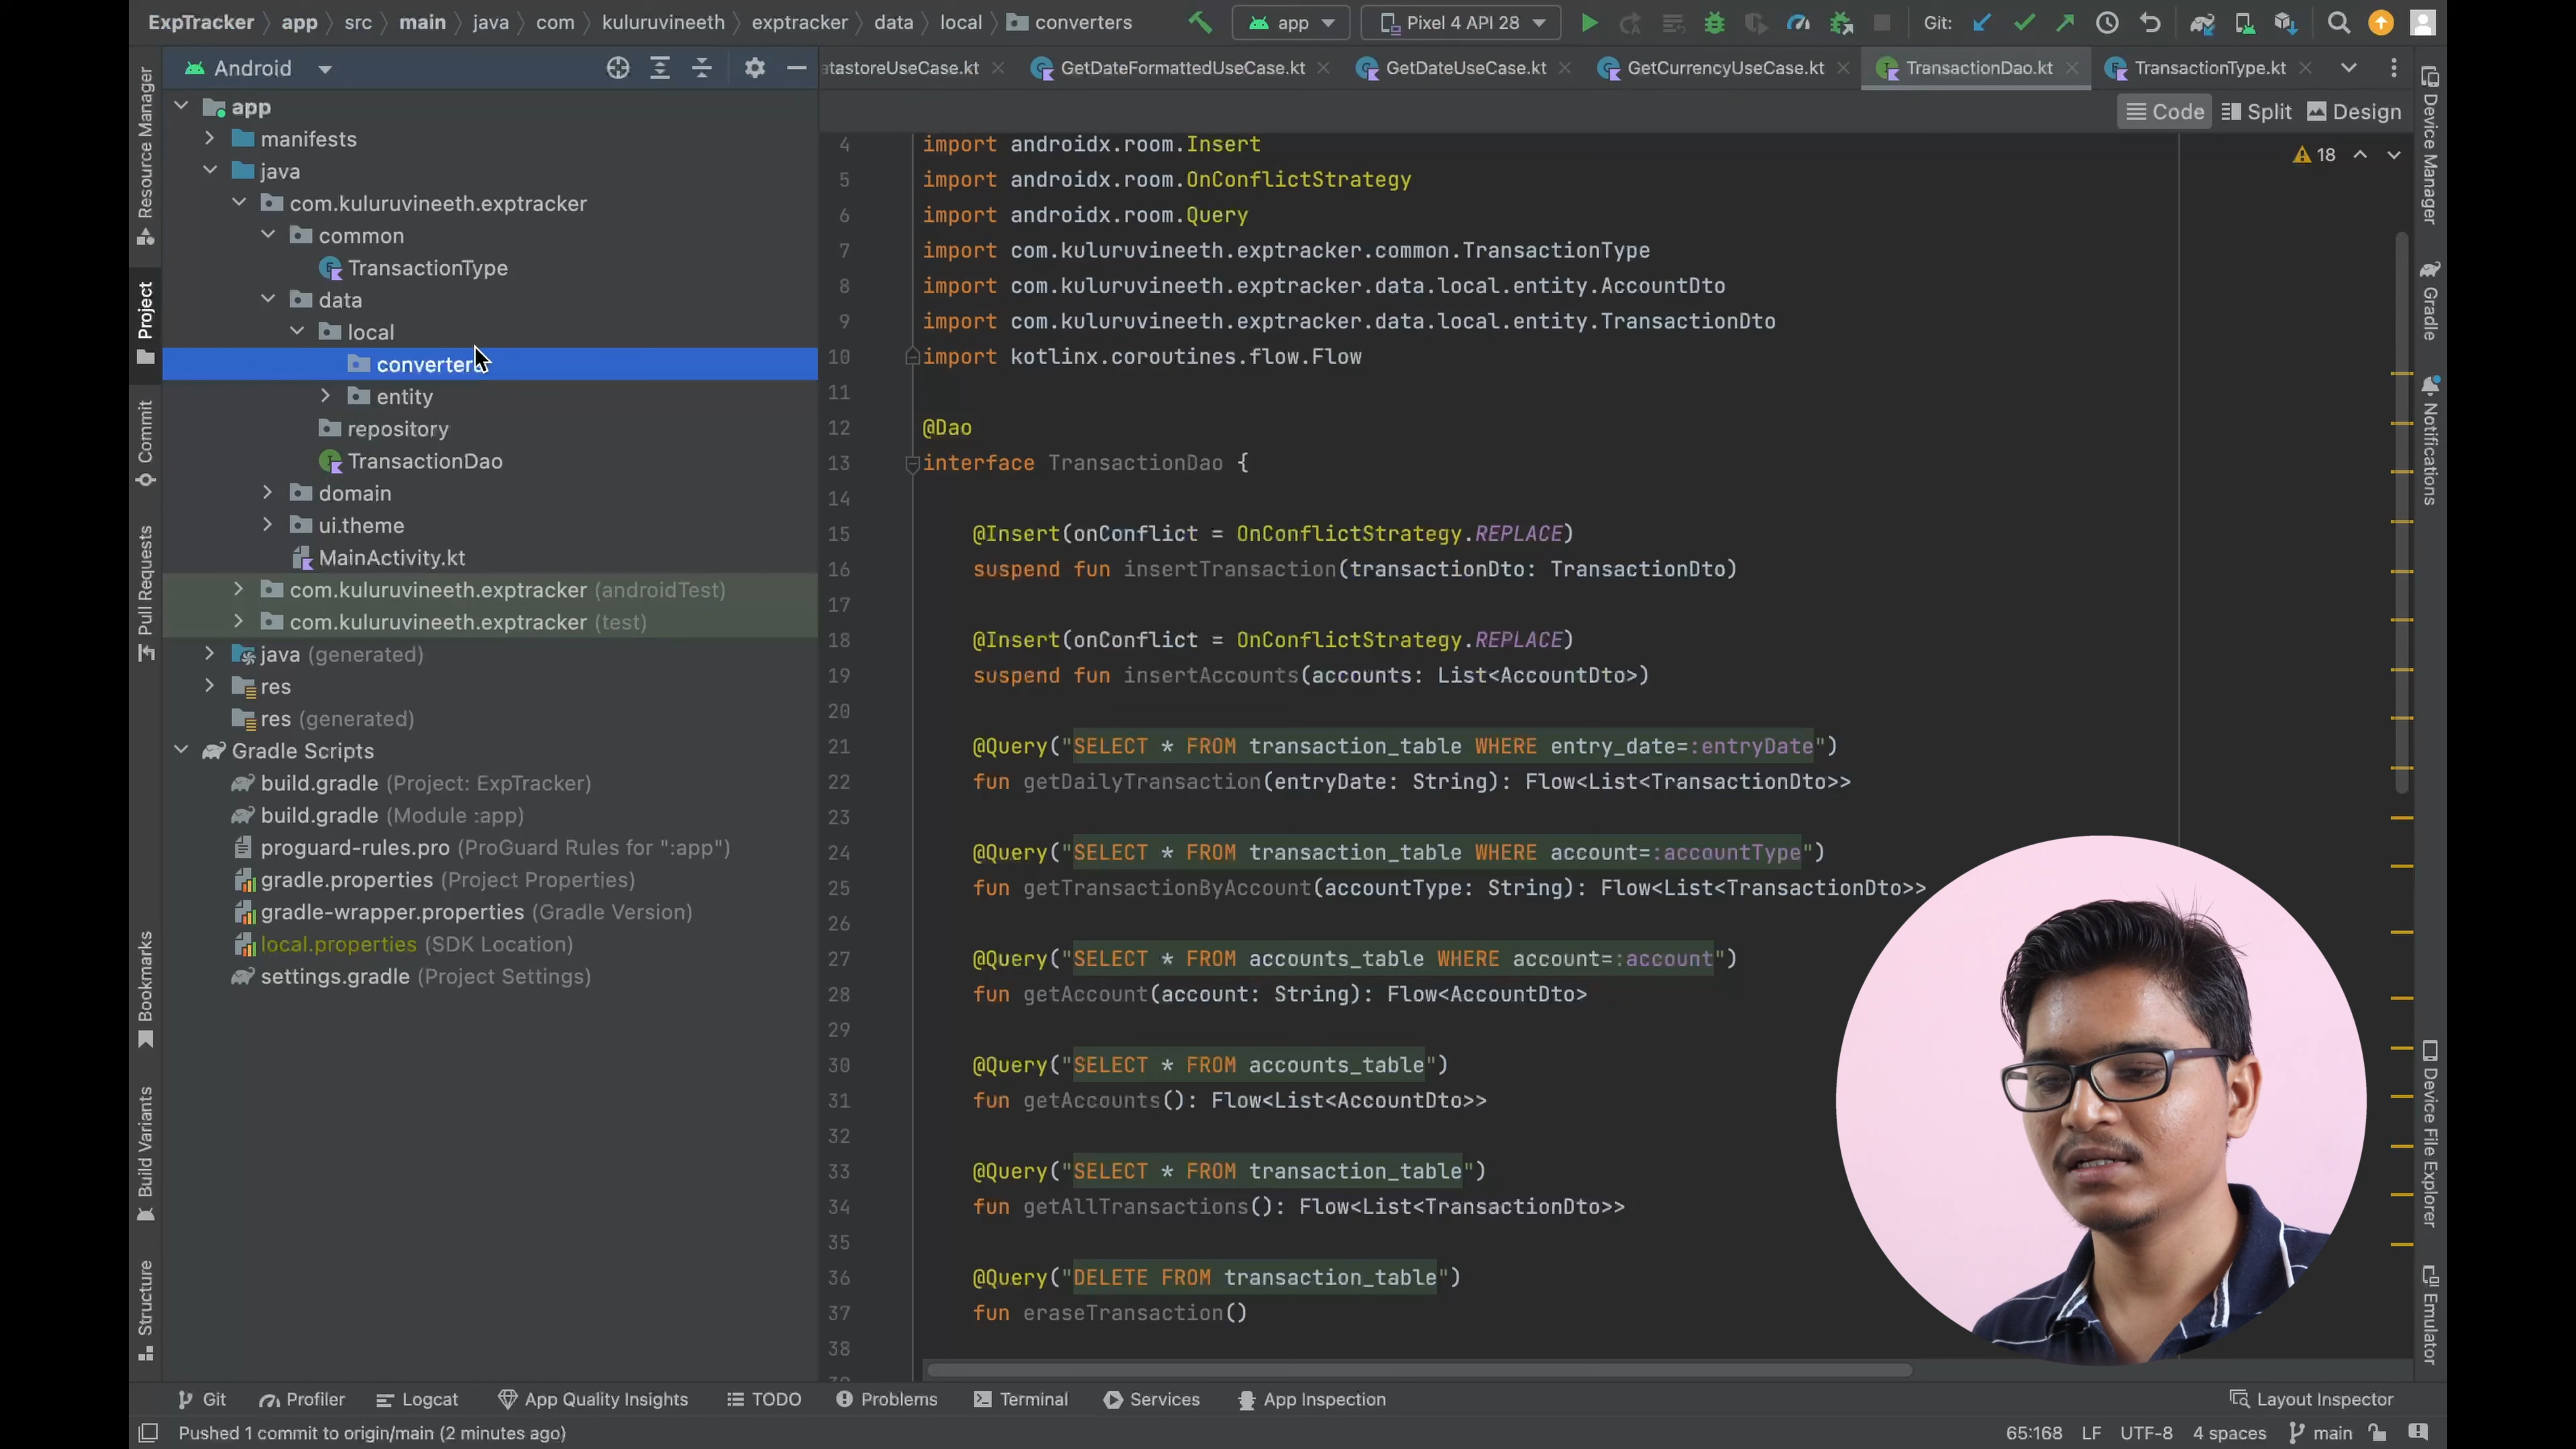 ExpTracker app src main java com kuluruvineeth exptracker data local converters
app Pixel 4 API 28 Git:
Android
atastoreUseCase.kt GetDateFormattedUseCase.kt GetDateUseCase.kt GetCurrencyUseCase.kt TransactionDao.kt TransactionType.kt
Code Split Design
18
Resource Manager
Project
Commit
Pull Requests
Bookmarks
Build Variants
Structure
app
manifests
java
com.kuluruvineeth.exptracker
common
TransactionType
data
local
converter
entity
repository
TransactionDao
domain
ui.theme
MainActivity.kt
com.kuluruvineeth.exptracker (androidTest)
com.kuluruvineeth.exptracker (test)
java (generated)
res
res (generated)
Gradle Scripts
build.gradle (Project: ExpTracker)
build.gradle (Module :app)
proguard-rules.pro (ProGuard Rules for ":app")
gradle.properties (Project Properties)
gradle-wrapper.properties (Gradle Version)
local.properties (SDK Location)
settings.gradle (Project Settings)
4 import androidx.room.Insert
5 import androidx.room.OnConflictStrategy
6 import androidx.room.Query
7 import com.kuluruvineeth.exptracker.common.TransactionType
8 import com.kuluruvineeth.exptracker.data.local.entity.AccountDto
9 import com.kuluruvineeth.exptracker.data.local.entity.TransactionDto
10 import kotlinx.coroutines.flow.Flow
11
12 @Dao
13 interface TransactionDao {
14
15 @Insert(onConflict = OnConflictStrategy.REPLACE)
16 suspend fun insertTransaction(transactionDto: TransactionDto)
17
18 @Insert(onConflict = OnConflictStrategy.REPLACE)
19 suspend fun insertAccounts(accounts: List<AccountDto>)
20
21 @Query("SELECT * FROM transaction_table WHERE entry_date=:entryDate")
22 fun getDailyTransaction(entryDate: String): Flow<List<TransactionDto>>
23
24 @Query("SELECT * FROM transaction_table WHERE account=:accountType")
25 fun getTransactionByAccount(accountType: String): Flow<List<TransactionDto>>
26
27 @Query("SELECT * FROM accounts_table WHERE account=:account")
28 fun getAccount(account: String): Flow<AccountDto>
29
30 @Query("SELECT * FROM accounts_table")
31 fun getAccounts(): Flow<List<AccountDto>>
32
33 @Query("SELECT * FROM transaction_table")
34 fun getAllTransactions(): Flow<List<TransactionDto>>
35
36 @Query("DELETE FROM transaction_table")
37 fun eraseTransaction()
38
Device Manager
Gradle
Notifications
Device File Explorer
Emulator
Git Profiler Logcat App Quality Insights TODO Problems Terminal Services App Inspection Layout Inspector
Pushed 1 commit to origin/main (2 minutes ago) 65:168 LF UTF-8 4 spaces main